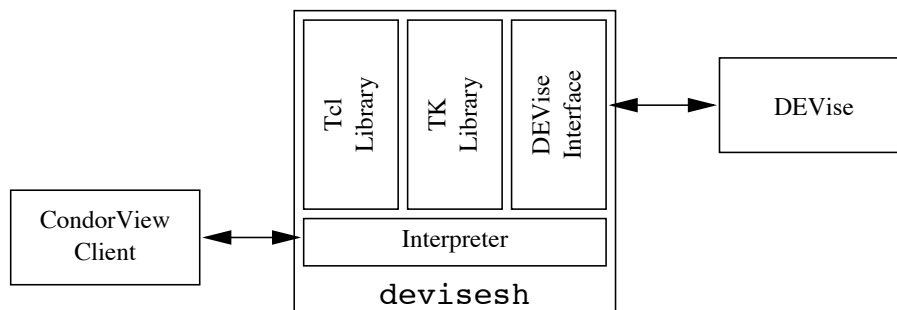 Tcl
Library
TK
Library
DEVise
Interface
DEVise
CondorView
Client
Interpreter
devisesh